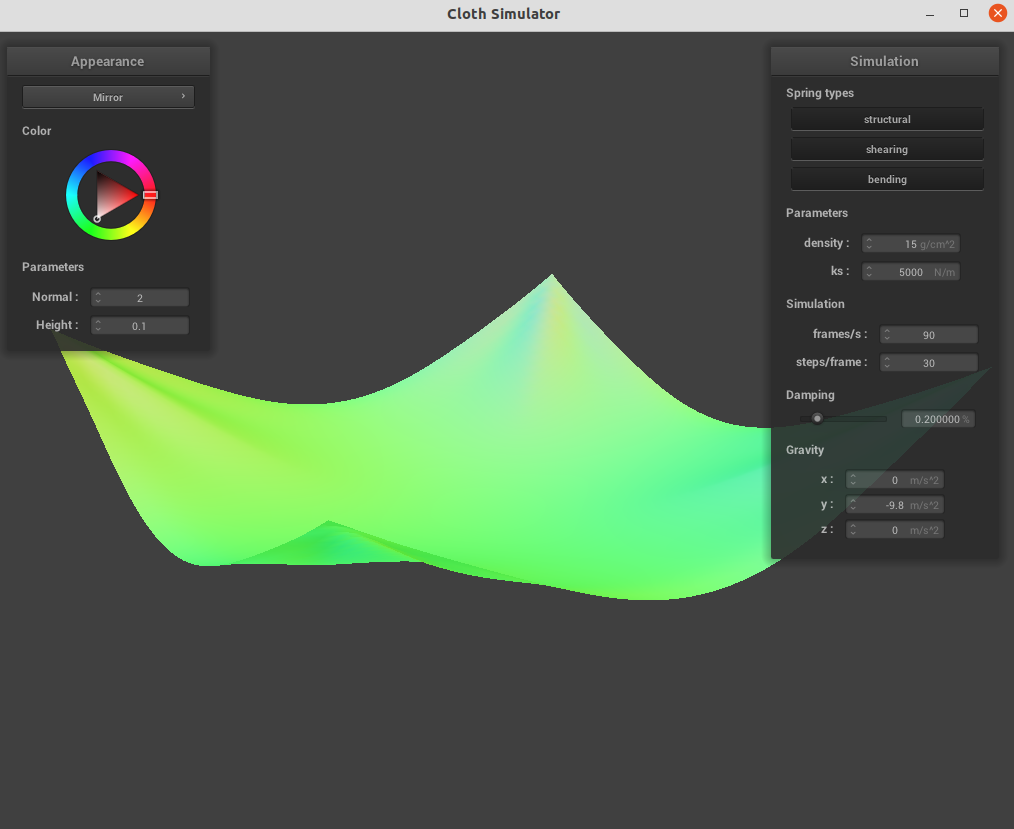 Cloth Simulator
Appearance
Mirror
Color
Parameters
Normal : 2
Height : 0.1
Simulation
Spring types
structural
shearing
bending
Parameters
density : 15 g/cm^2
ks : 5000 N/m
Simulation
frames/s : 90
steps/frame : 30
Damping
0.200000 %
Gravity
x : 0 m/s^2
y : -9.8 m/s^2
z : 0 m/s^2